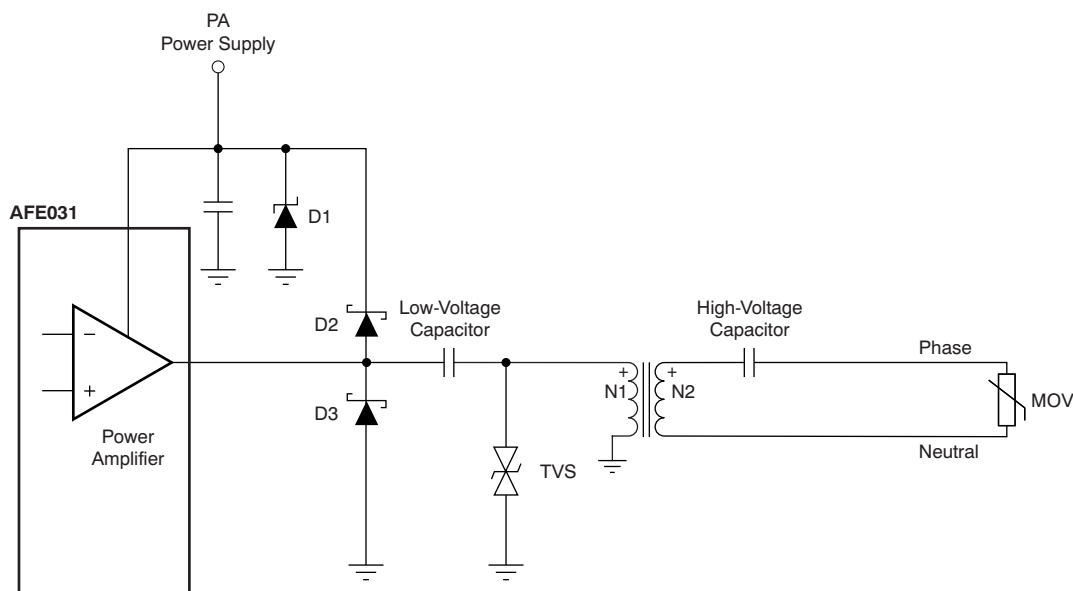 PA
Power Supply
AFE031
D1
D2
Low-Voltage
Capacitor
High-Voltage
Capacitor
Phase
−
+
D3
+
N1
+
N2
MOV
Power
Amplifier
TVS
Neutral